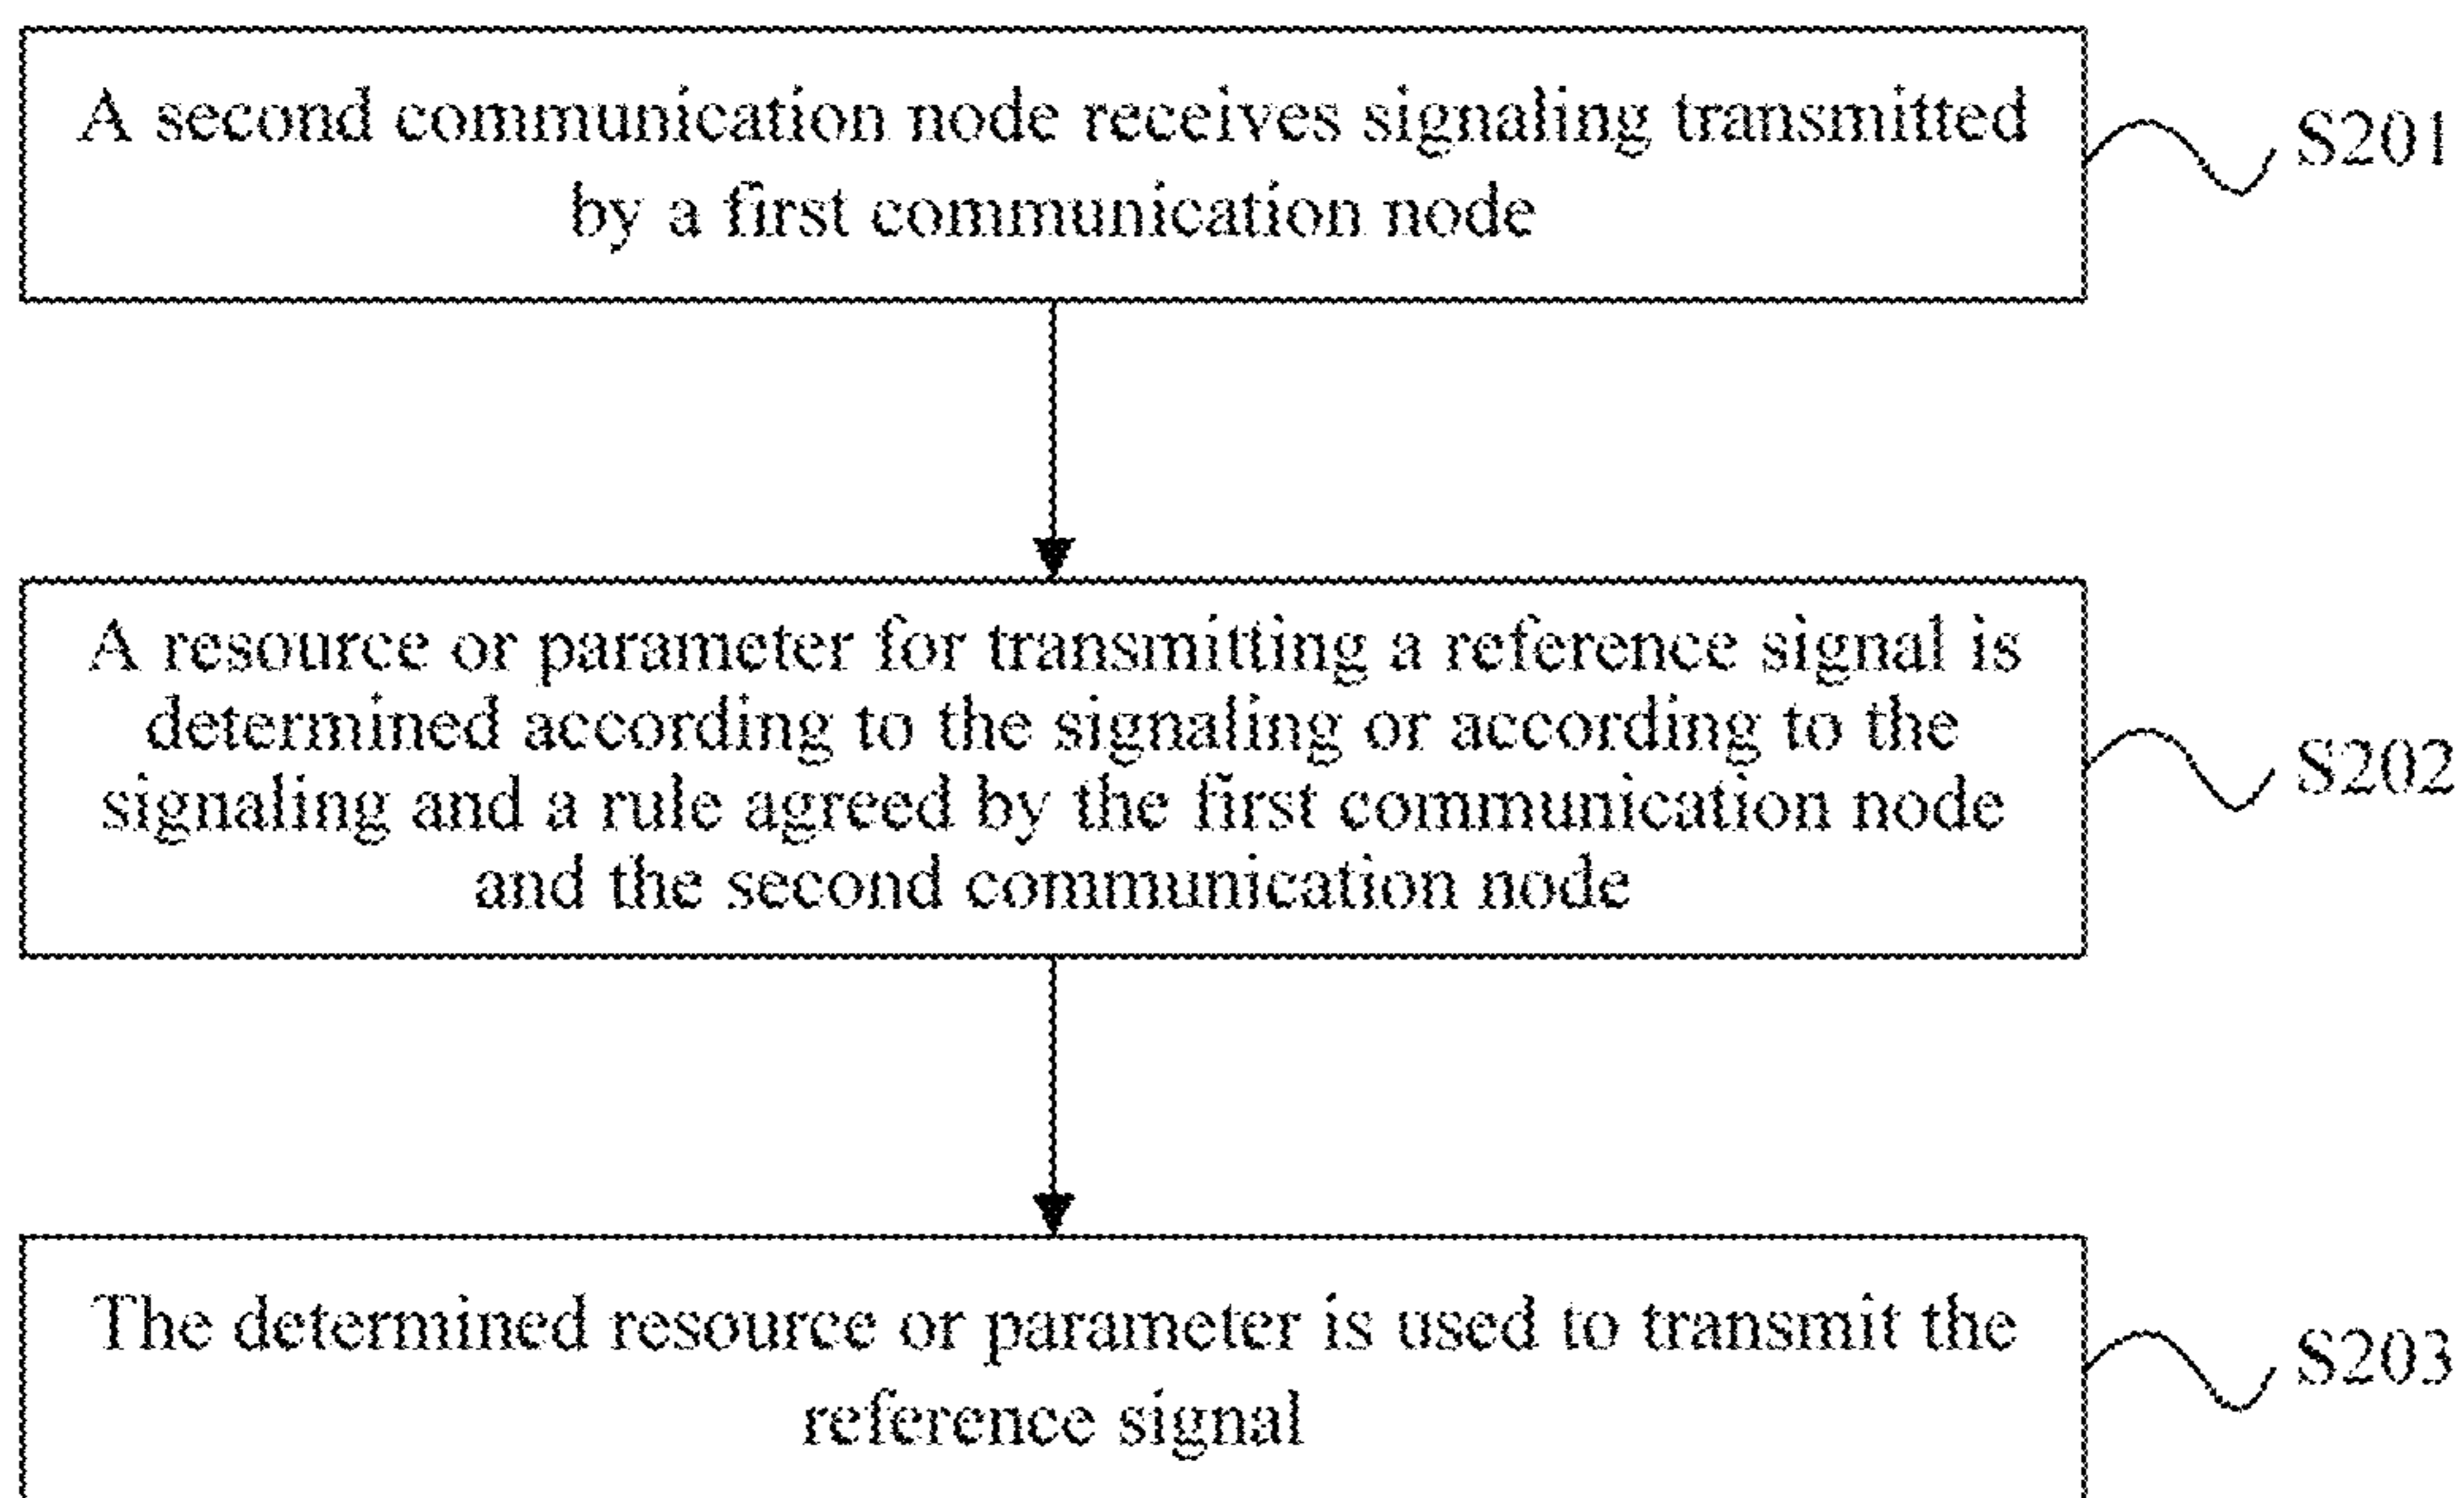 A second communication node receives signaling transmitted
by a first communication node
S201
A resource or parameter for transmitting a reference signal is
determined according to the signaling or according to the
signaling and a rule agreed by the first communication node
and the second communication node
S202
The determined resource or parameter is used to transmit the
reference signal
S203